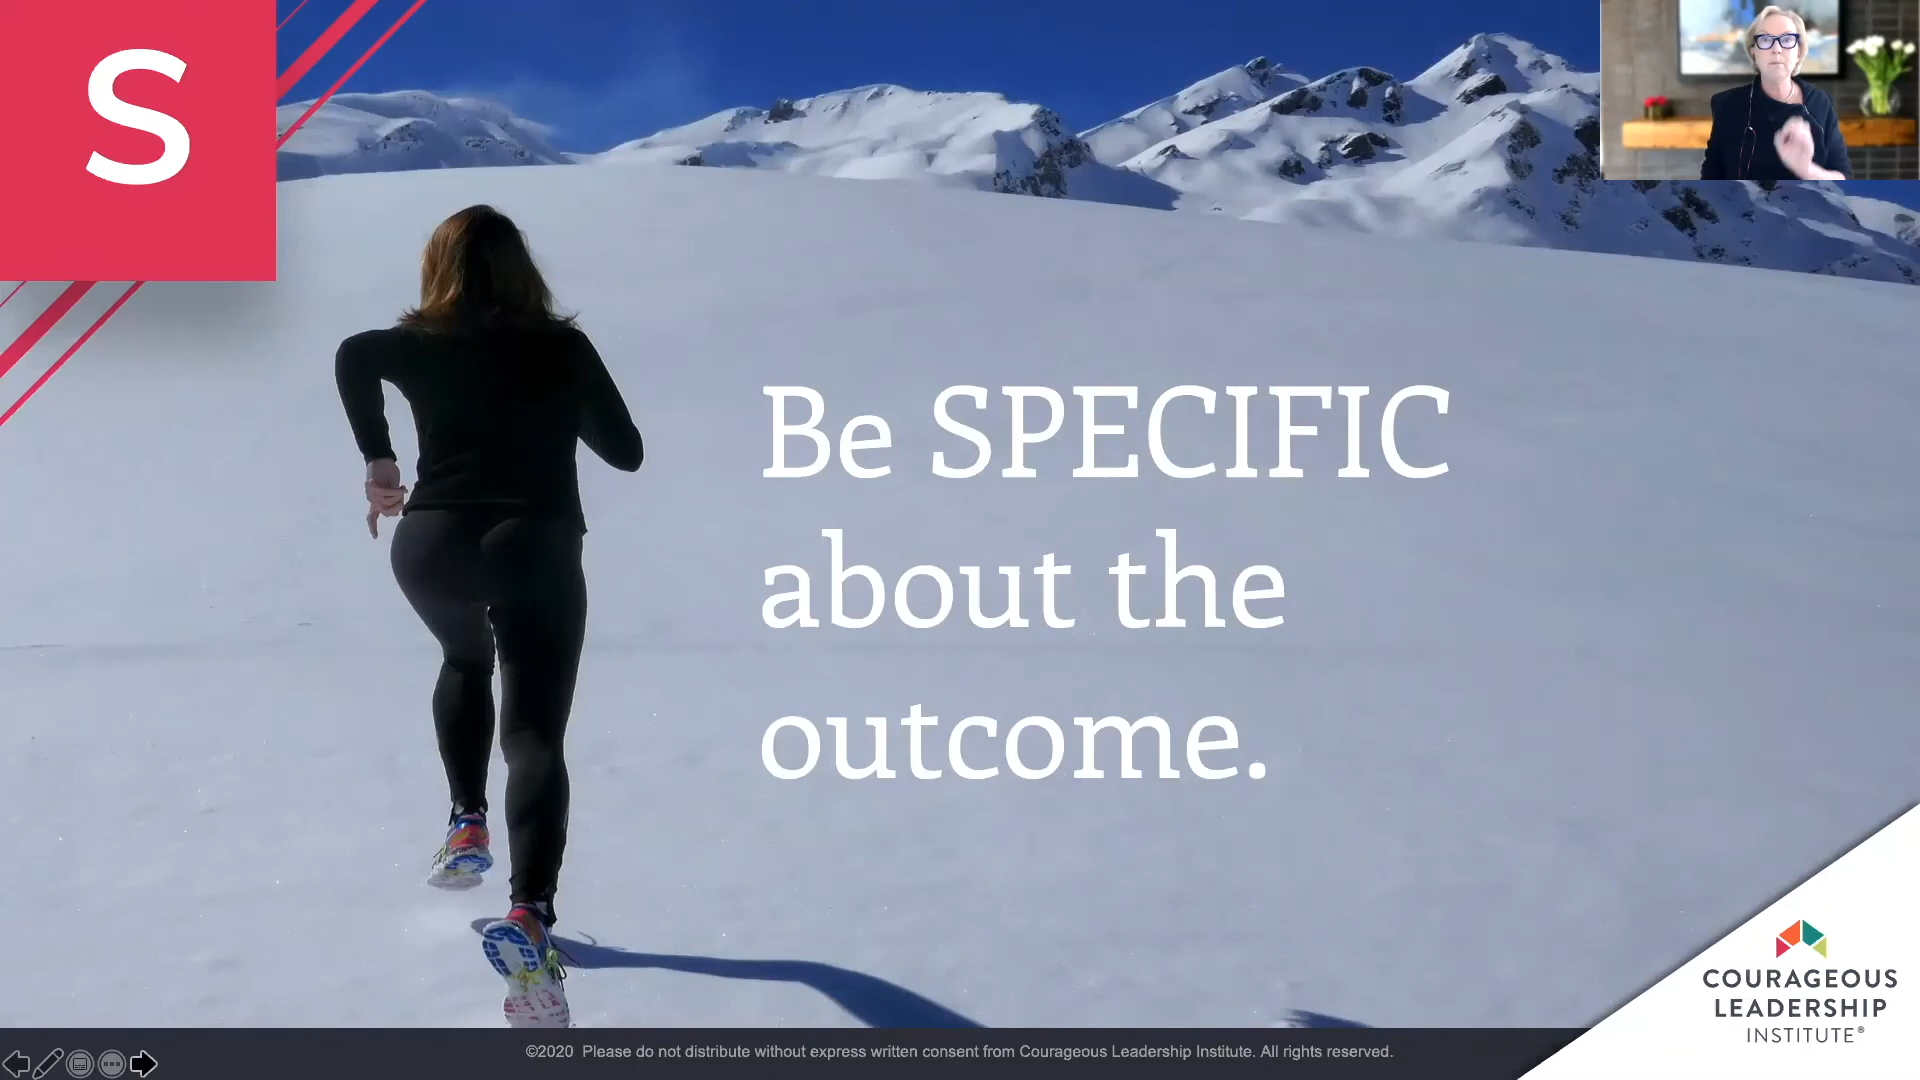 S
Be SPECIFIC
about the
outcome.
COURAGEOUS
LEADERSHIP
INSTITUTE®
©2020 Please do not distribute without express written consent from Courageous Leadership Institute. All rights reserved.